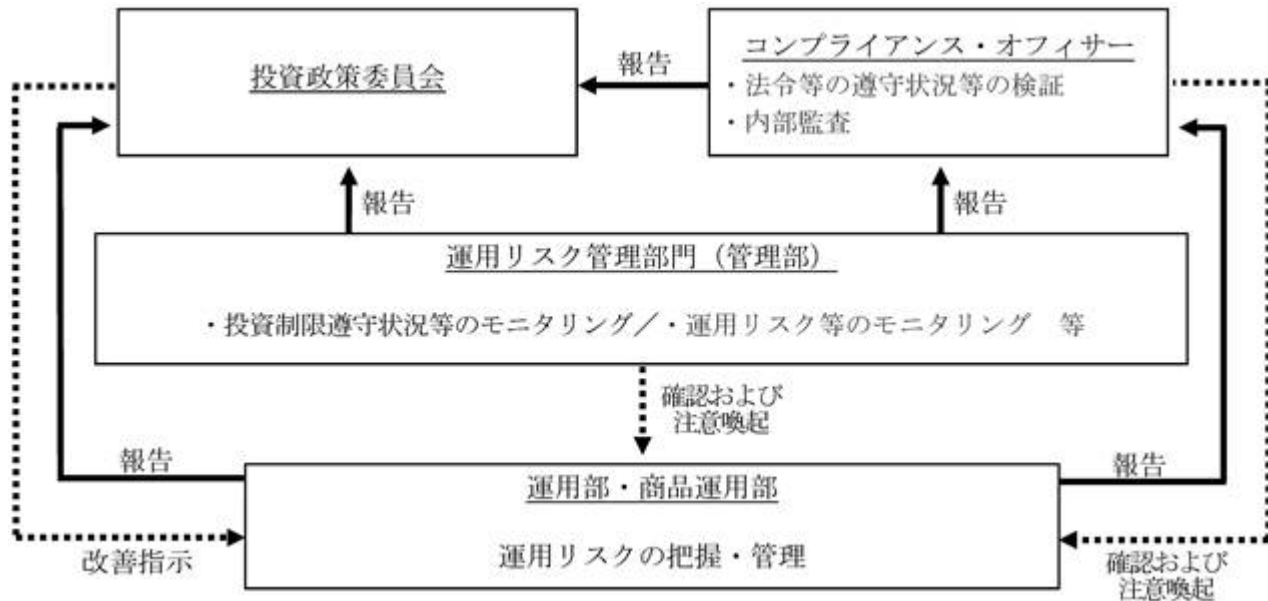 投資政策委員会
報告
コンプライアンス・オフィサー
・法令等の遵守状況等の検証
・内部監査
報告
報告
運用リスク管理部門（管理部）
・投資制限遵守状況等のモニタリング／・運用リスク等のモニタリング　等
確認および
注意喚起
報告
報告
運用部・商品運用部
運用リスクの把握・管理
改善指示
確認および
注意喚起